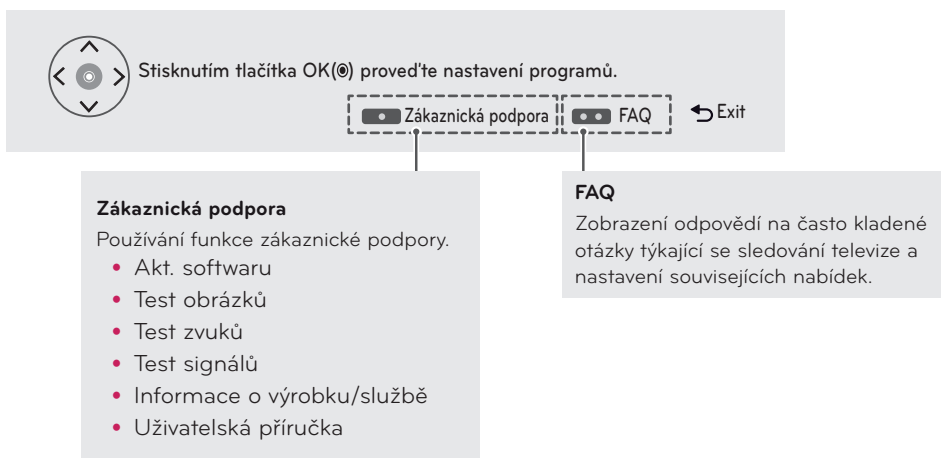 Stisknutím tlačítka OK(◉) proveďte nastavení programů.
Zákaznická podpora
FAQ
Exit
Zákaznická podpora
Používání funkce zákaznické podpory.
• Akt. softwaru
• Test obrázků
• Test zvuků
• Test signálů
• Informace o výrobku/službě
• Uživatelská příručka
FAQ
Zobrazení odpovědí na často kladené
otázky týkající se sledování televize a
nastavení souvisejících nabídek.